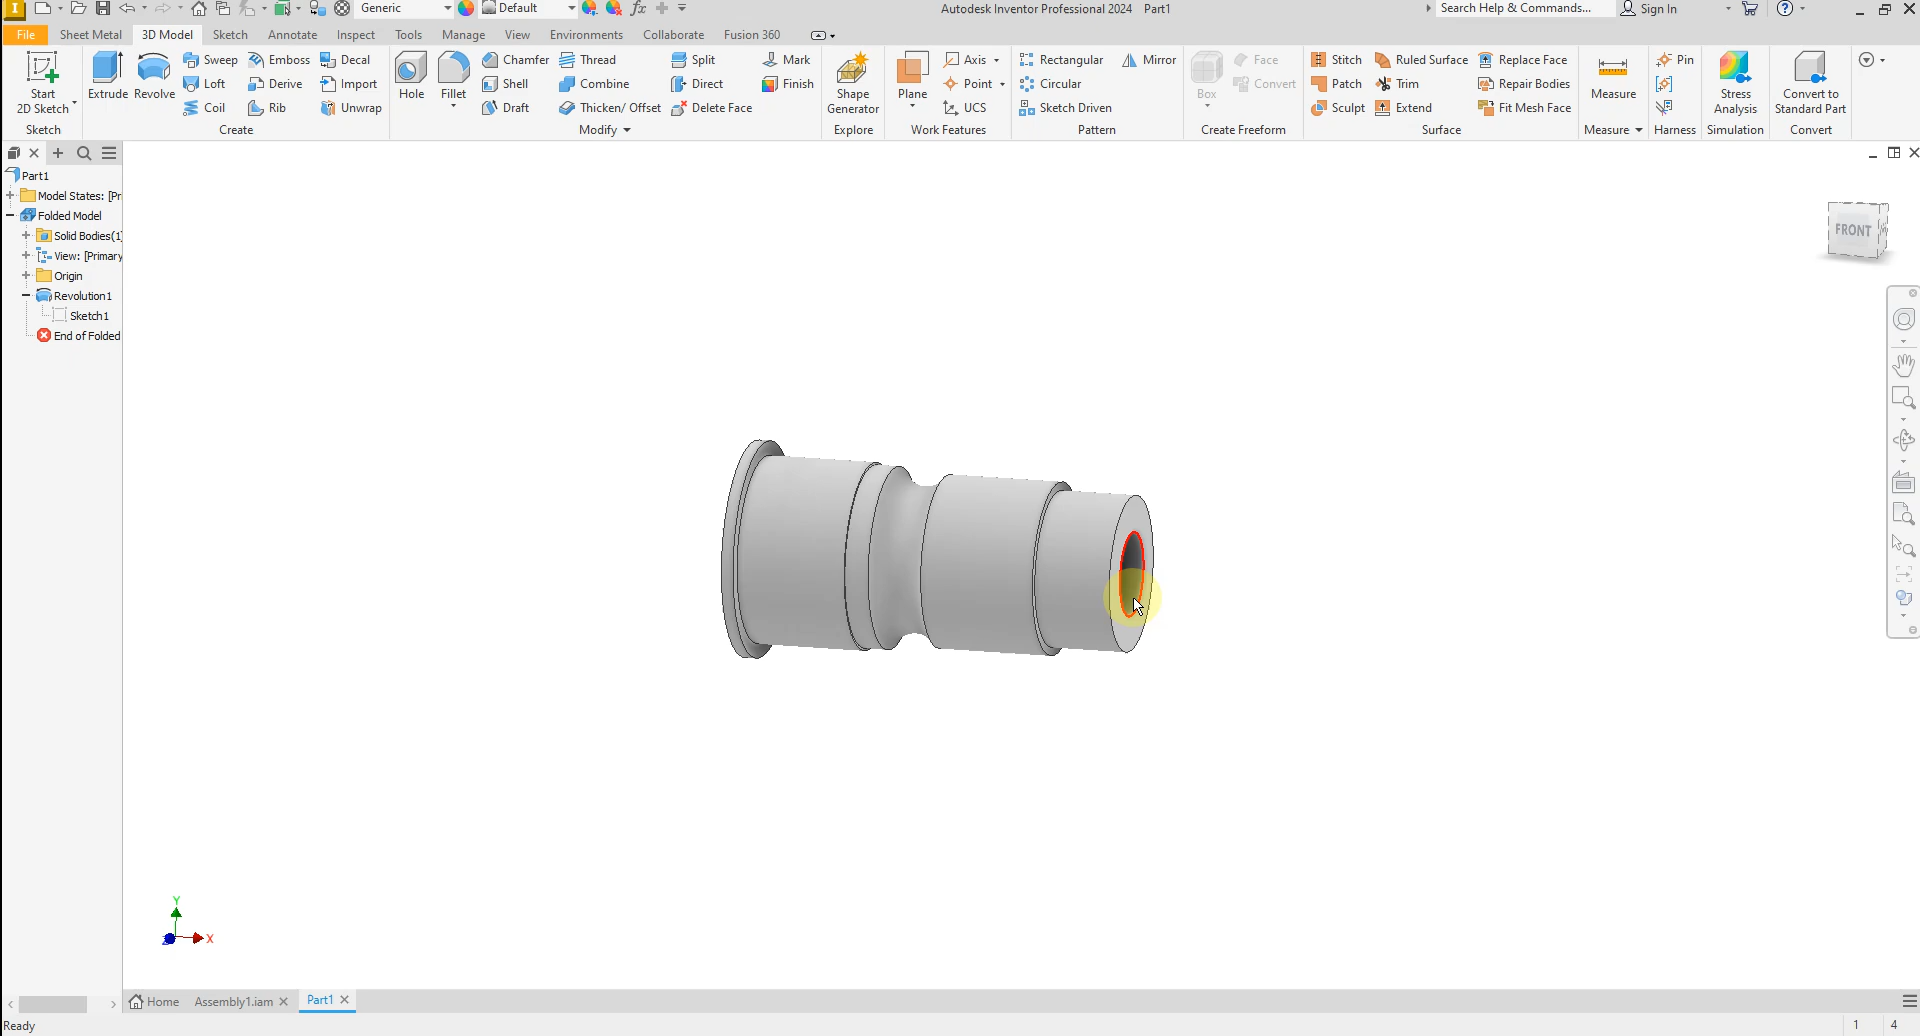 I Generic Default fx Autodesk Inventor Professional 2024 Part1 Search Help & Commands... Sign In
File Sheet Metal 3D Model Sketch Annotate Inspect Tools Manage View Environments Collaborate Fusion 360
Sweep Emboss Decal Chamfer Thread Split Mark Axis Rectangular Mirror Face Stitch Ruled Surface Replace Face Pin
Start 2D Sketch Extrude Revolve Loft Derive Import Hole Shell Fillet Combine Direct Finish Shape Generator Plane Point Circular Box Convert Patch Trim Repair Bodies Measure Stress Analysis Convert to Standard Part
Coil Rib Unwrap Draft Thicken/ Offset Delete Face UCS Sketch Driven Sculpt Extend Fit Mesh Face
Sketch Create Modify Explore Work Features Pattern Create Freeform Surface Measure Harness Simulation Convert
Part1
Model States: [Pr
Folded Model
Solid Bodies(1)
View: [Primary
Origin
Revolution1
Sketch1
End of Folded
FRONT
Y
X
Z
Home Assembly1.iam Part1
Ready 1 4